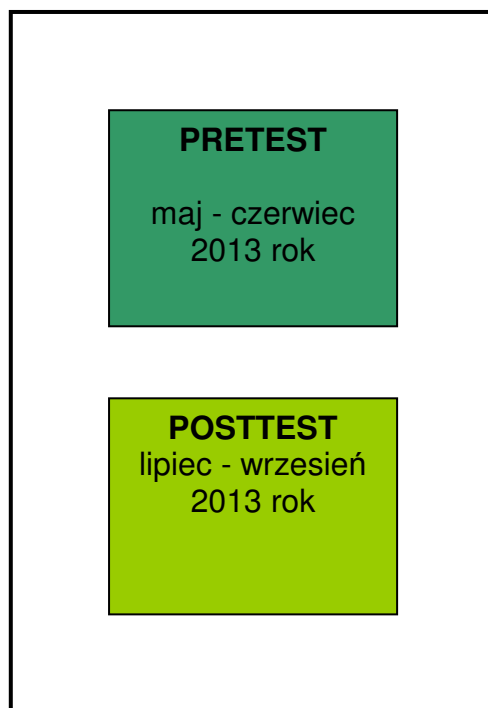 PRETEST
maj - czerwiec
2013 rok
POSTTEST
lipiec - wrzesień
2013 rok